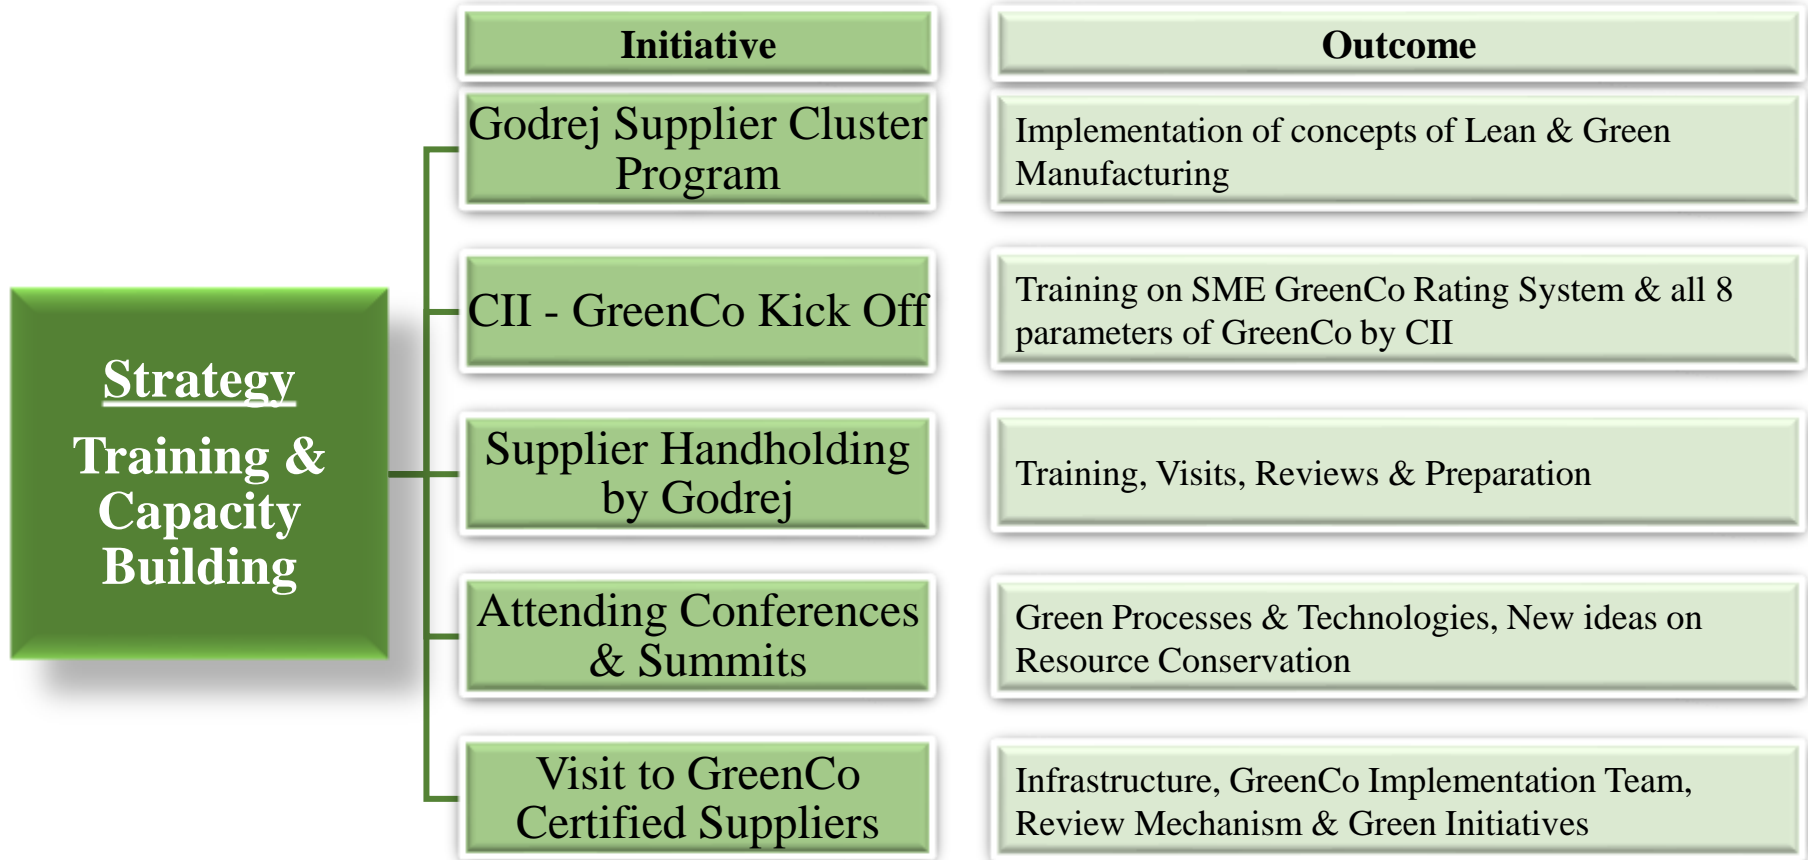 Initiative
Outcome
Strategy
Training &
Capacity
Building
Godrej Supplier Cluster
Program
Implementation of concepts of Lean & Green
Manufacturing
CII - GreenCo Kick Off
Training on SME GreenCo Rating System & all 8
parameters of GreenCo by CII
Supplier Handholding
by Godrej
Training, Visits, Reviews & Preparation
Attending Conferences
& Summits
Green Processes & Technologies, New ideas on
Resource Conservation
Visit to GreenCo
Certified Suppliers
Infrastructure, GreenCo Implementation Team,
Review Mechanism & Green Initiatives